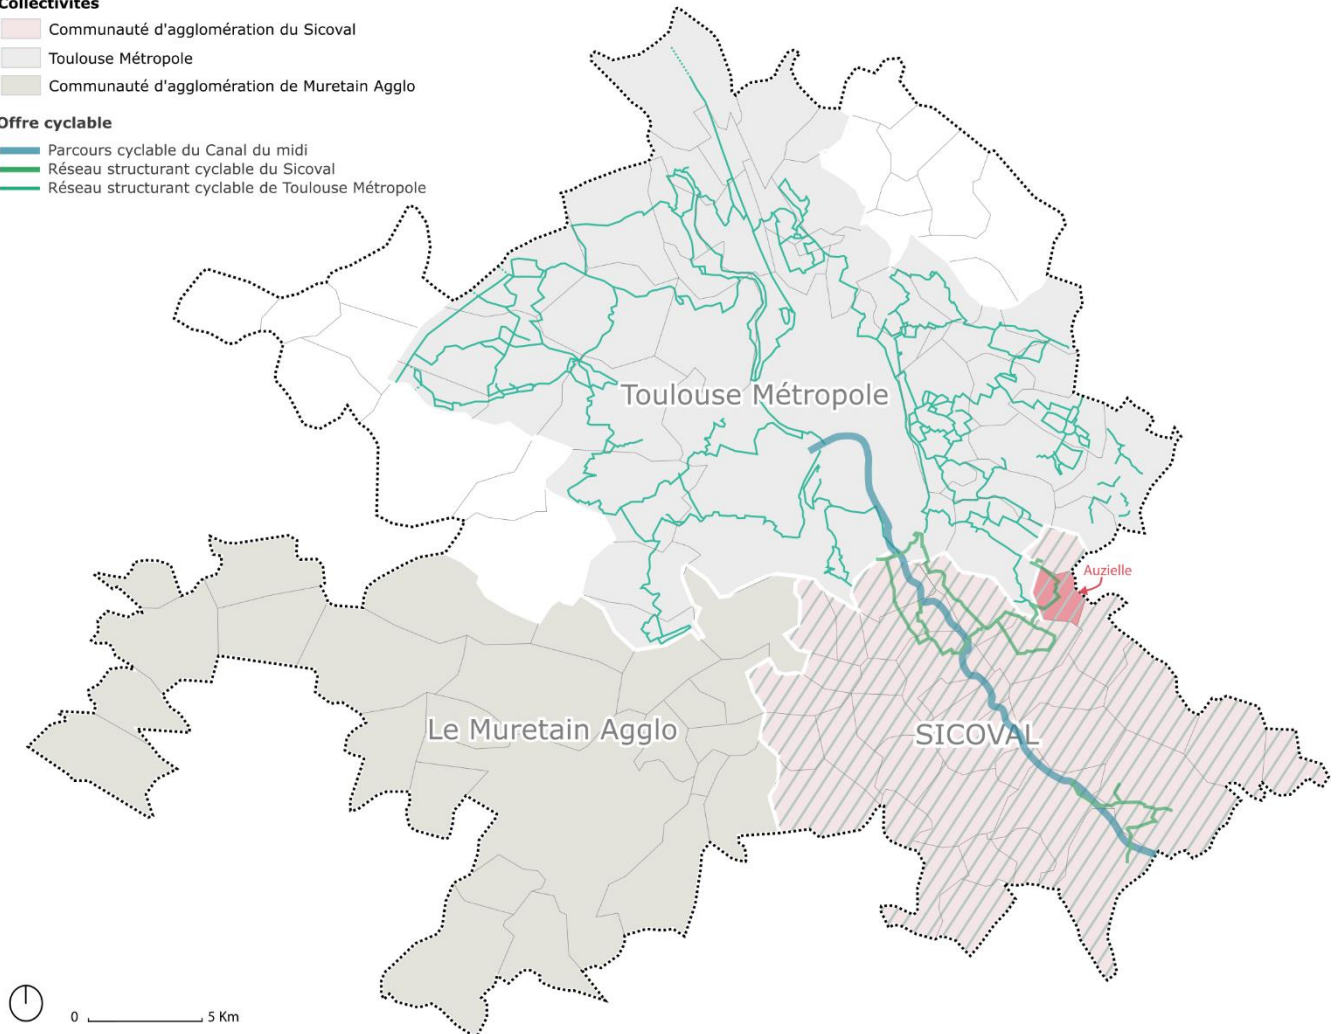 Collectivités
Communauté d'agglomération du Sicoval
Toulouse Métropole
Communauté d'agglomération de Muretain Agglo
Offre cyclable
Parcours cyclable du Canal du midi
Réseau structurant cyclable du Sicoval
Réseau structurant cyclable de Toulouse Métropole
Toulouse Métropole
Auzielle
Le Muretain Agglo
SICOVAL
0 5 Km